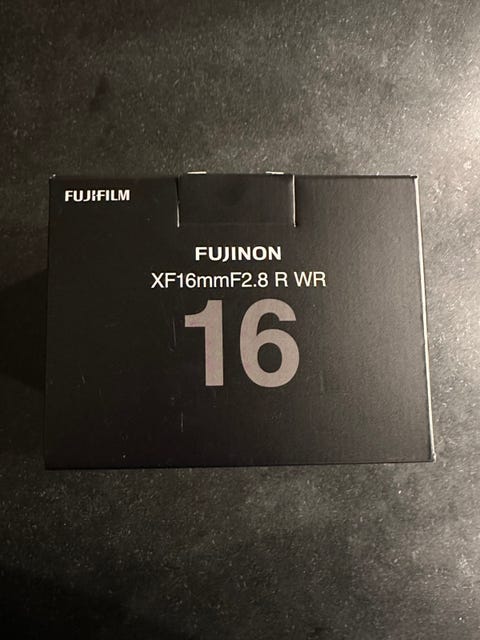 FUJIFILM
FUJINON
XF16mmF2.8 R WR
16